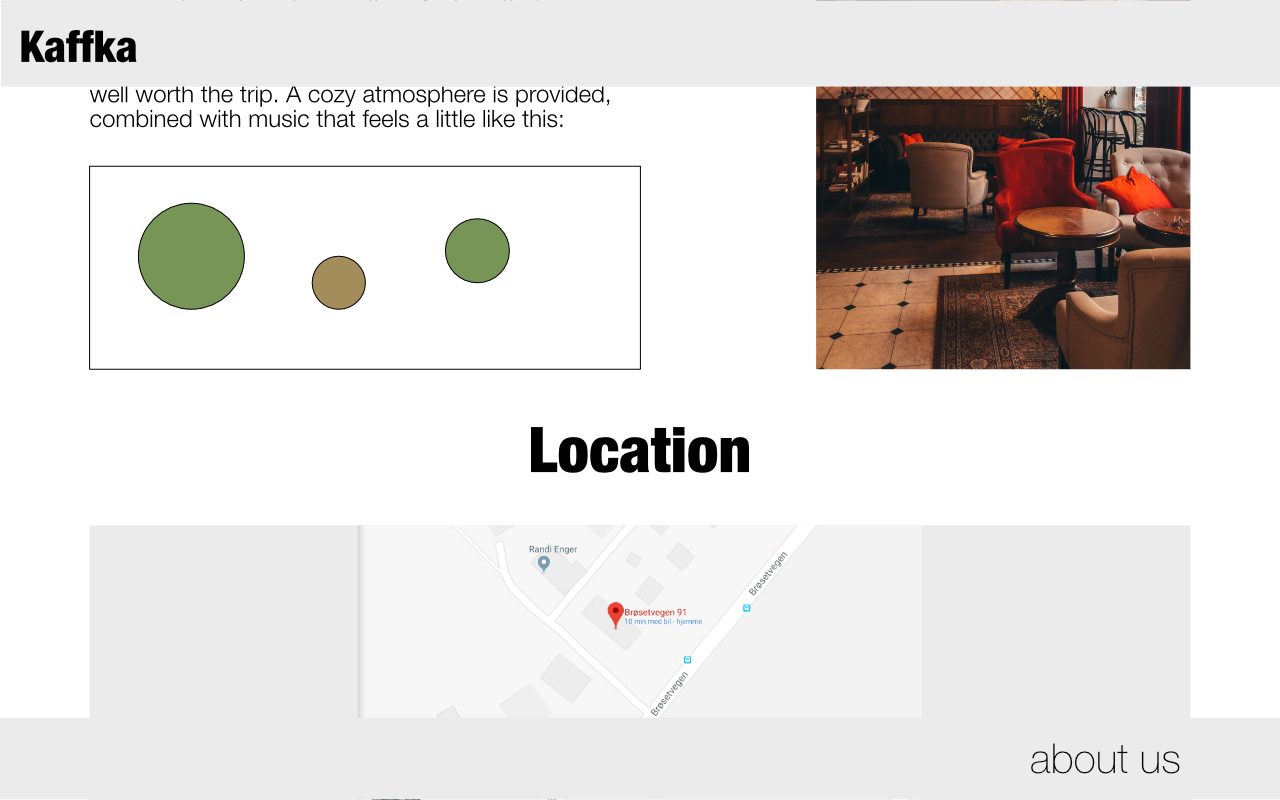 Kaffka
well worth the trip. A cozy atmosphere is provided,
combined with music that feels a little like this:
Location
Randi Enger
Brøsetvegen
Brøsetvegen 91
10 min med bil - hjemme
Brøsetvegen
about us